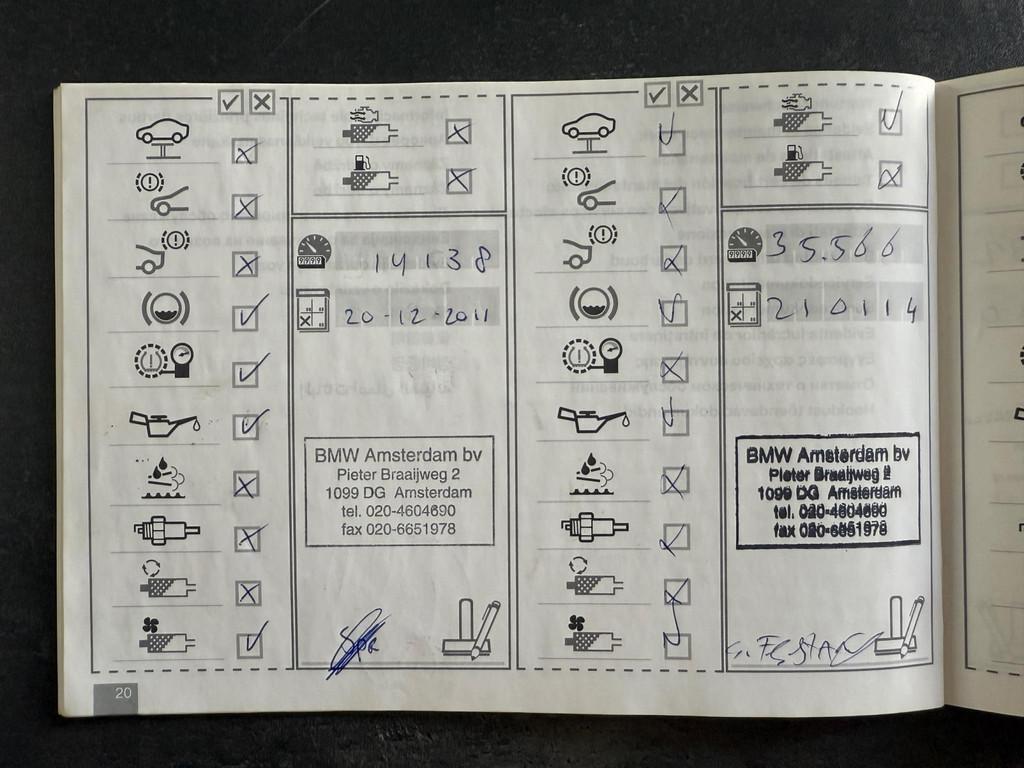 14138
20-12-2011
BMW Amsterdam bv
Pieter Braaijweg 2
1099 DG Amsterdam
tel. 020-4604690
fax 020-6651978
20
35.566
210114
BMW Amsterdam bv
Pieter Braaijweg 2
1099 DG Amsterdam
tel. 020-4604690
fax 020-6651978